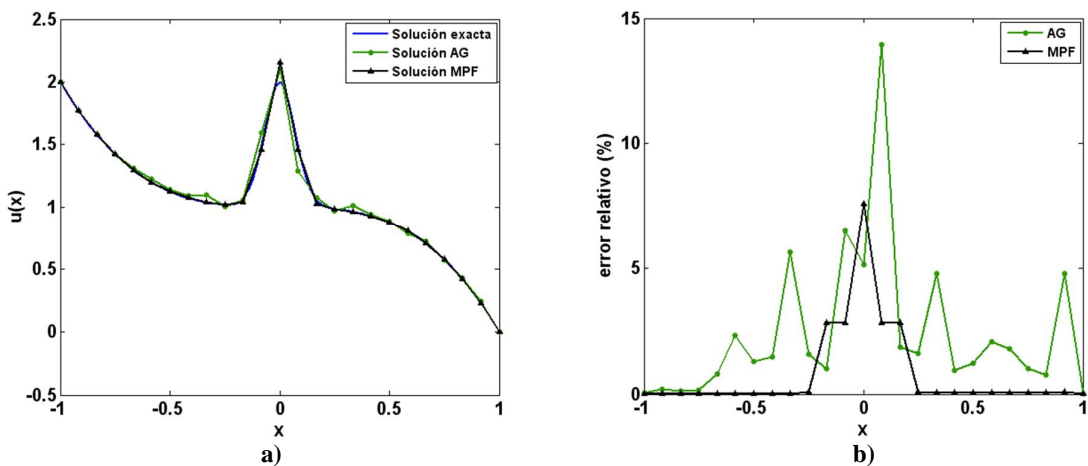 2.5
2
1.5
1
0.5
0
-0.5
-1
-0.5
0
0.5
1
u(x)
x
Solución exacta
Solución AG
Solución MPF
a)
15
10
5
0
-1
-0.5
0
0.5
1
error relativo (%)
x
AG
MPF
b)